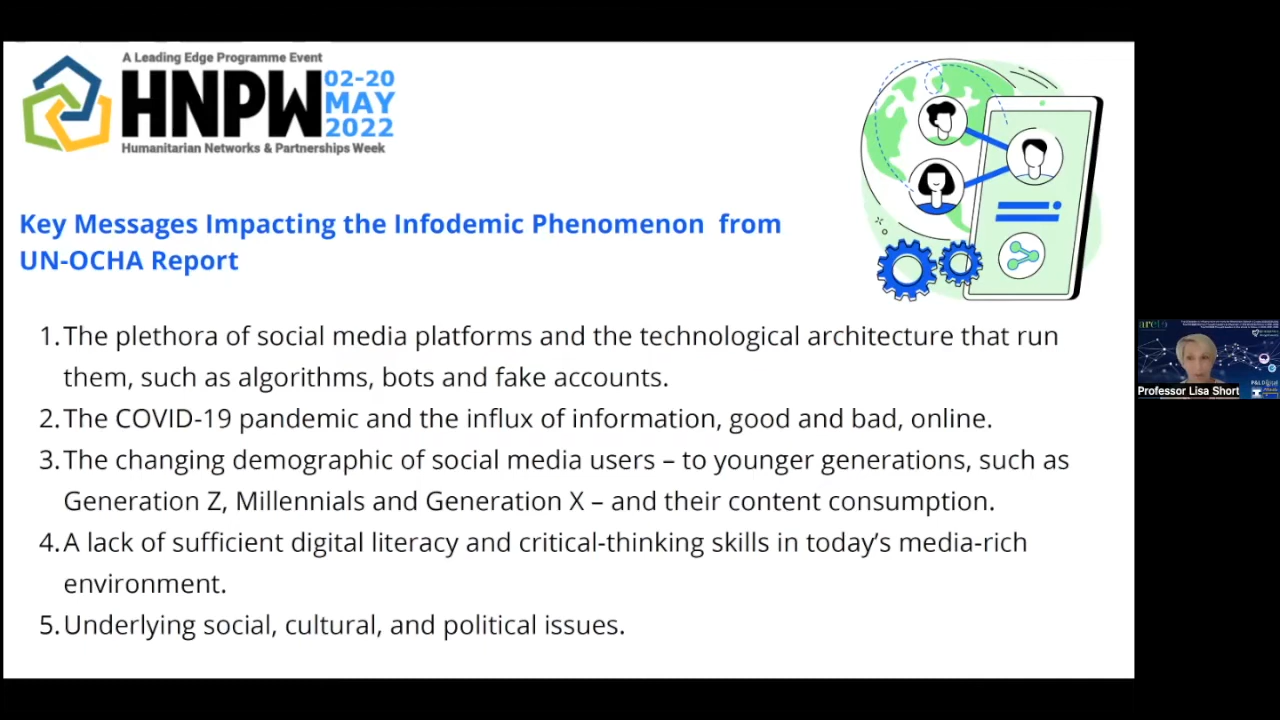 A Leading Edge Programme Event
HNPW
02-20
MAY
2022
Humanitarian Networks & Partnerships Week
Key Messages Impacting the Infodemic Phenomenon from
UN-OCHA Report
1. The plethora of social media platforms and the technological architecture that run
them, such as algorithms, bots and fake accounts.
2. The COVID-19 pandemic and the influx of information, good and bad, online.
3. The changing demographic of social media users – to younger generations, such as
Generation Z, Millennials and Generation X – and their content consumption.
4. A lack of sufficient digital literacy and critical-thinking skills in today’s media-rich
environment.
5. Underlying social, cultural, and political issues.
Professor Lisa Short